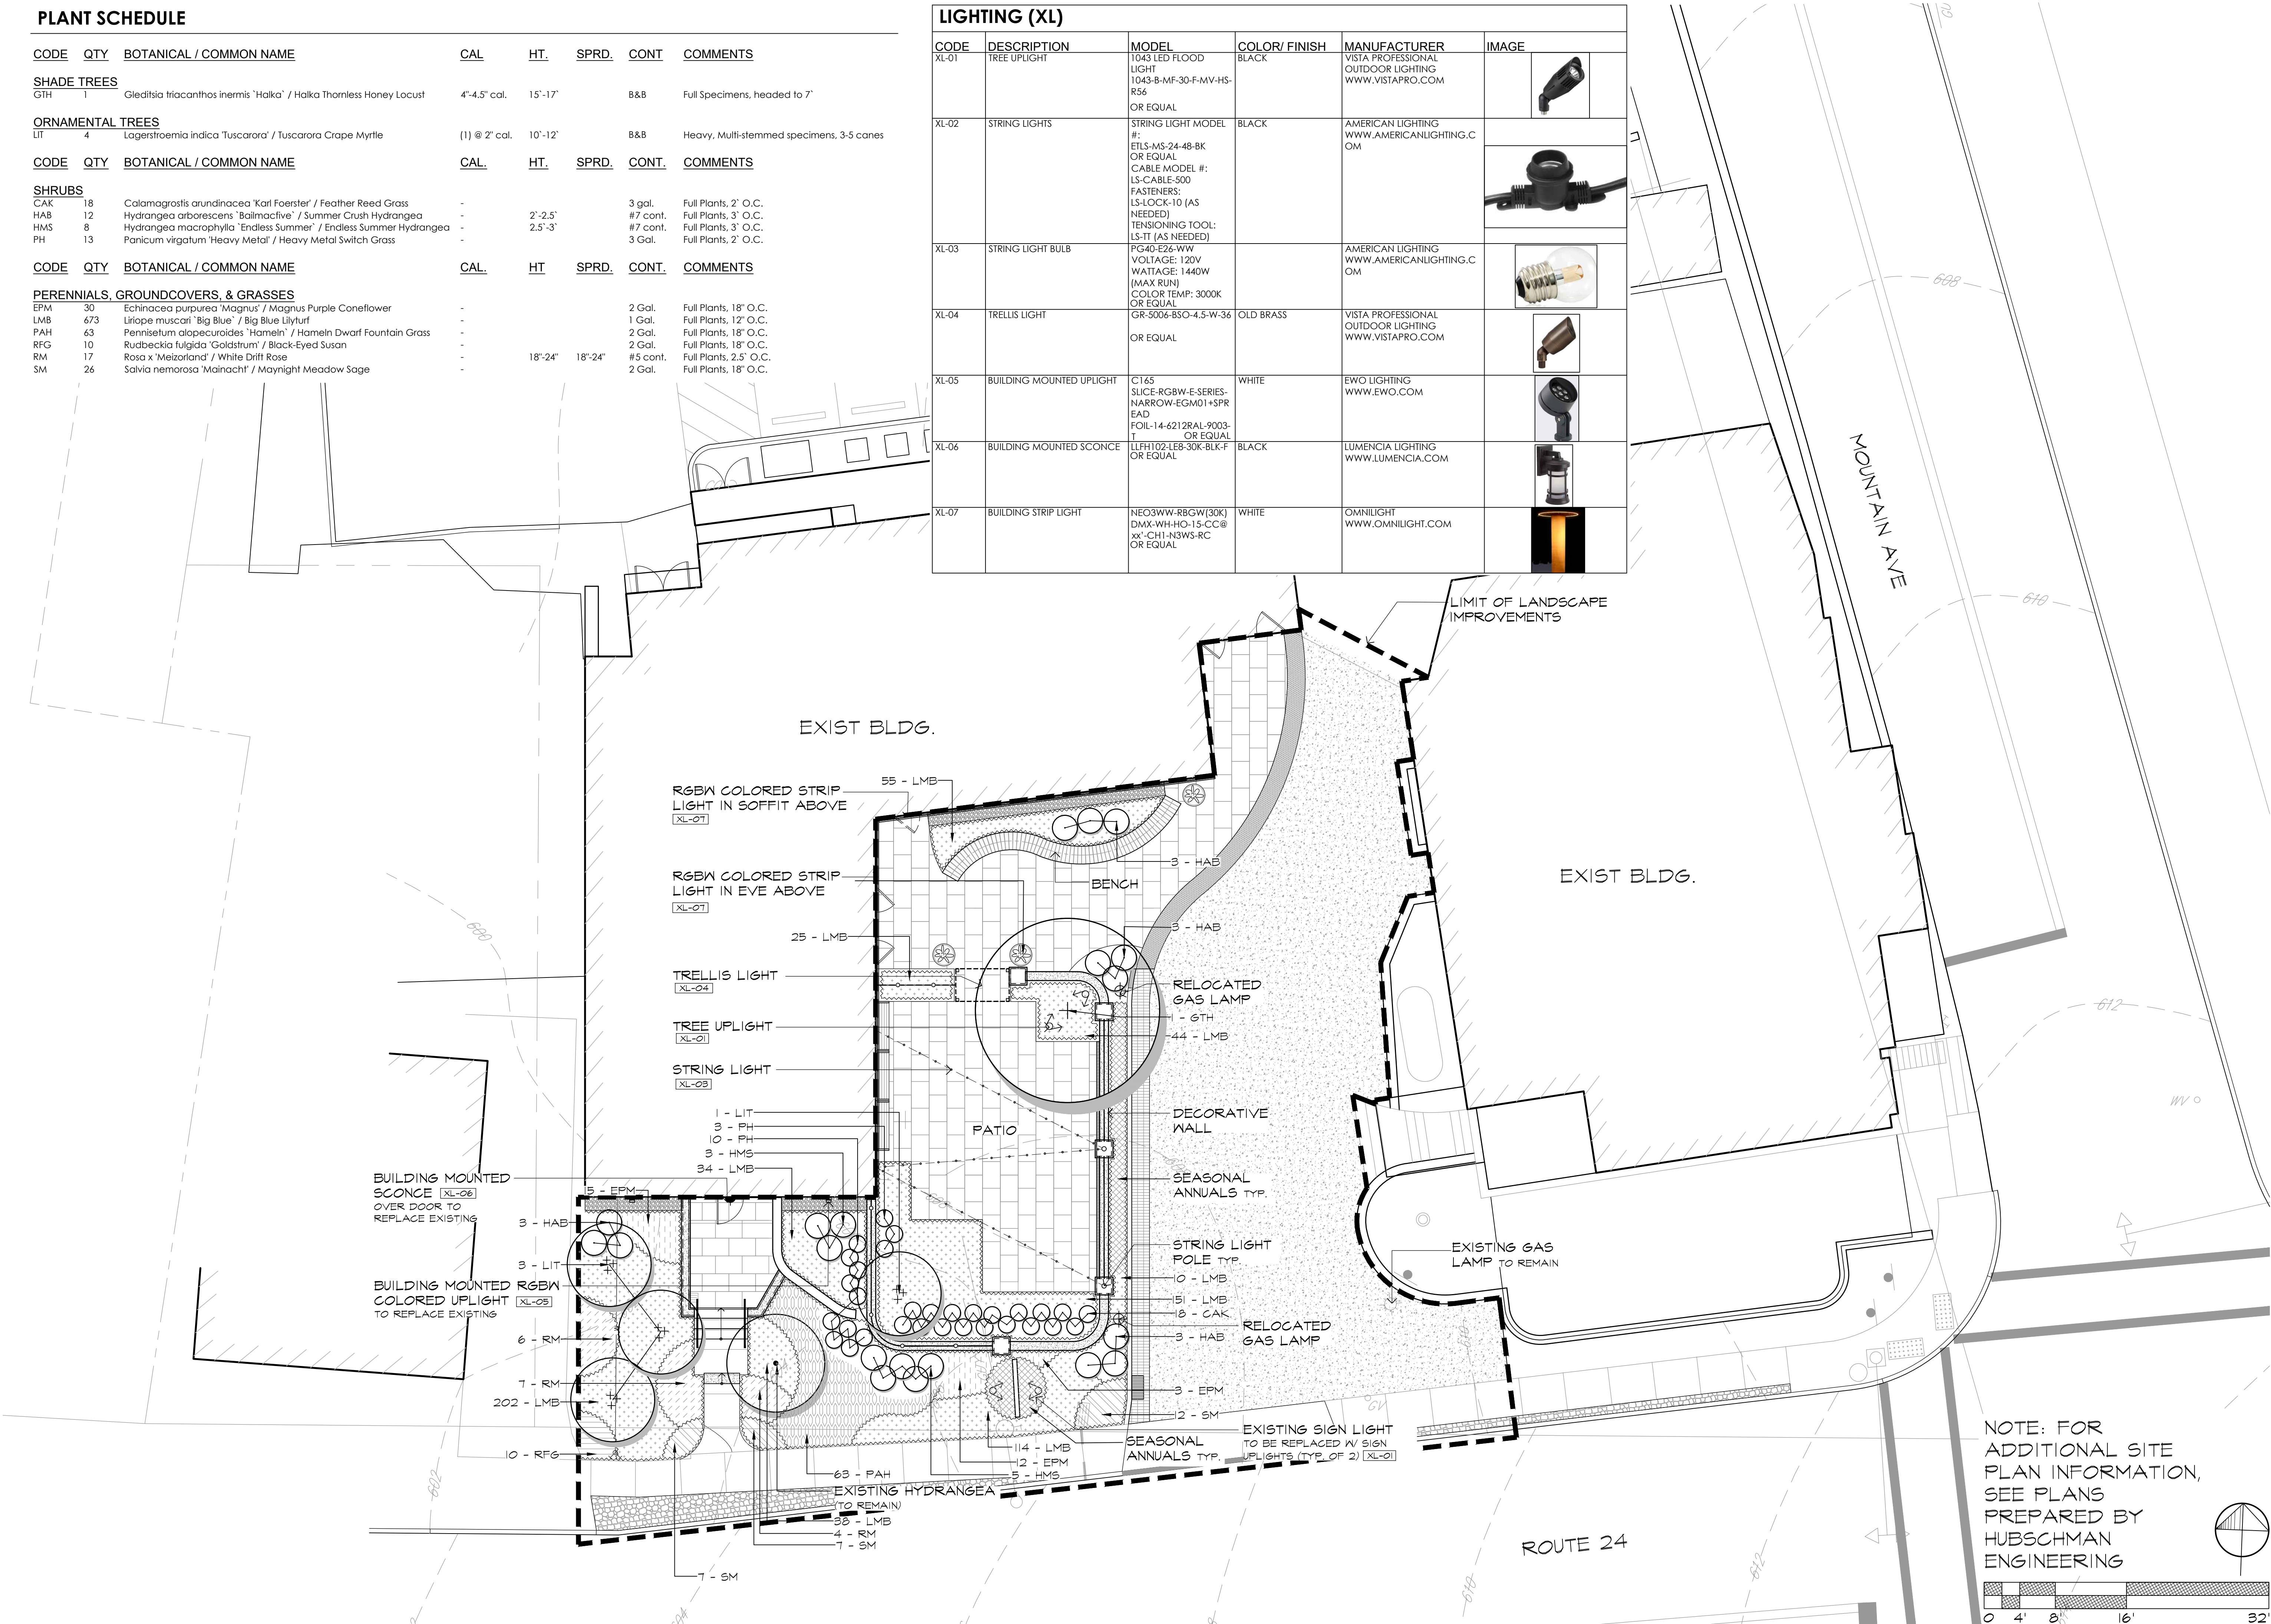 PLANT SCHEDULE
CODE QTY BOTANICAL / COMMON NAME CAL HT. SPRD. CONT COMMENTS
SHADE TREES
GTH 1 Gleditsia triacanthos inermis `Halka` / Halka Thornless Honey Locust 4"-4.5" cal. 15`-17` B&B Full Specimens, headed to 7`
ORNAMENTAL TREES
LIT 4 Lagerstroemia indica 'Tuscarora' / Tuscarora Crape Myrtle (1) @ 2" cal. 10`-12` B&B Heavy, Multi-stemmed specimens, 3-5 canes
CODE QTY BOTANICAL / COMMON NAME CAL. HT. SPRD. CONT. COMMENTS
SHRUBS
CAK 18 Calamagrostis arundinacea 'Karl Foerster' / Feather Reed Grass - 3 gal. Full Plants, 2` O.C.
HAB 12 Hydrangea arborescens `Bailmacfive` / Summer Crush Hydrangea - 2`-2.5` #7 cont. Full Plants, 3` O.C.
HMS 8 Hydrangea macrophylla `Endless Summer` / Endless Summer Hydrangea - 2.5`-3` #7 cont. Full Plants, 3` O.C.
PH 13 Panicum virgatum 'Heavy Metal' / Heavy Metal Switch Grass - 3 Gal. Full Plants, 2` O.C.
CODE QTY BOTANICAL / COMMON NAME CAL. HT SPRD. CONT. COMMENTS
PERENNIALS, GROUNDCOVERS, & GRASSES
EPM 30 Echinacea purpurea 'Magnus' / Magnus Purple Coneflower - 2 Gal. Full Plants, 18" O.C.
LMB 673 Liriope muscari `Big Blue` / Big Blue Lilyturf - 1 Gal. Full Plants, 12" O.C.
PAH 63 Pennisetum alopecuroides `Hameln` / Hameln Dwarf Fountain Grass - 2 Gal. Full Plants, 18" O.C.
RFG 10 Rudbeckia fulgida 'Goldstrum' / Black-Eyed Susan - 2 Gal. Full Plants, 18" O.C.
RM 17 Rosa x 'Meizorland' / White Drift Rose - 18"-24" 18"-24" #5 cont. Full Plants, 2.5` O.C.
SM 26 Salvia nemorosa 'Mainacht' / Maynight Meadow Sage - 2 Gal. Full Plants, 18" O.C.
LIGHTING (XL)
CODE DESCRIPTION MODEL COLOR/ FINISH MANUFACTURER IMAGE
XL-01 TREE UPLIGHT 1043 LED FLOOD BLACK VISTA PROFESSIONAL
LIGHT OUTDOOR LIGHTING
1043-B-MF-30-F-MV-HS- WWW.VISTAPRO.COM
R56
OR EQUAL
XL-02 STRING LIGHTS STRING LIGHT MODEL BLACK AMERICAN LIGHTING
#: WWW.AMERICANLIGHTING.C
ETLS-MS-24-48-BK OM
OR EQUAL
CABLE MODEL #:
LS-CABLE-500
FASTENERS:
LS-LOCK-10 (AS
NEEDED)
TENSIONING TOOL:
LS-TT (AS NEEDED)
XL-03 STRING LIGHT BULB PG40-E26-WW AMERICAN LIGHTING
VOLTAGE: 120V WWW.AMERICANLIGHTING.C
WATTAGE: 1440W OM
(MAX RUN)
COLOR TEMP: 3000K
OR EQUAL
XL-04 TRELLIS LIGHT GR-5006-BSO-4.5-W-36 OLD BRASS VISTA PROFESSIONAL
OUTDOOR LIGHTING
OR EQUAL WWW.VISTAPRO.COM
XL-05 BUILDING MOUNTED UPLIGHT C165 WHITE EWO LIGHTING
SLICE-RGBW-E-SERIES- WWW.EWO.COM
NARROW-EGM01+SPR
EAD
FOIL-14-6212RAL-9003-
T OR EQUAL
XL-06 BUILDING MOUNTED SCONCE LLFH102-LE8-30K-BLK-F BLACK LUMENCIA LIGHTING
OR EQUAL WWW.LUMENCIA.COM
XL-07 BUILDING STRIP LIGHT NEO3WW-RBGW(30K) WHITE OMNILIGHT
DMX-WH-HO-15-CC@ WWW.OMNILIGHT.COM
xx'-CH1-N3WS-RC
OR EQUAL
MOUNTAIN AVE
608
610
LIMIT OF LANDSCAPE
IMPROVEMENTS
EXIST BLDG.
EXIST BLDG.
55 - LMB
RGBW COLORED STRIP
LIGHT IN SOFFIT ABOVE
XL-07
3 - HAB
RGBW COLORED STRIP
LIGHT IN EVE ABOVE
XL-07
BENCH
600
25 - LMB
3 - HAB
TRELLIS LIGHT
XL-04
RELOCATED
GAS LAMP
1 - GTH
TREE UPLIGHT
XL-01
44 - LMB
612
STRING LIGHT
XL-03
1 - LIT
3 - PH
10 - PH
3 - HMS
34 - LMB
DECORATIVE
WALL
PATIO
MV
BUILDING MOUNTED
SCONCE XL-06
OVER DOOR TO
REPLACE EXISTING
5 - EPM
3 - HAB
3 - LIT
SEASONAL
ANNUALS TYP.
STRING LIGHT
POLE TYP.
EXISTING GAS
LAMP TO REMAIN
BUILDING MOUNTED RGBW
COLORED UPLIGHT XL-05
TO REPLACE EXISTING
10 - LMB
151 - LMB
18 - CAK
RELOCATED
GAS LAMP
3 - HAB
6 - RM
7 - RM
202 - LMB
10 - RFG
3 - EPM
12 - SM
GV
EXISTING SIGN LIGHT
TO BE REPLACED W/ SIGN
UPLIGHTS (TYP. OF 2) XL-01
SEASONAL
ANNUALS TYP.
114 - LMB
12 - EPM
5 - HMS
63 - PAH
EXISTING HYDRANGEA
(TO REMAIN)
38 - LMB
4 - RM
7 - SM
7 - SM
602
604
610
612
ROUTE 24
NOTE: FOR
ADDITIONAL SITE
PLAN INFORMATION,
SEE PLANS
PREPARED BY
HUBSCHMAN
ENGINEERING
0 4' 8' 16' 32'